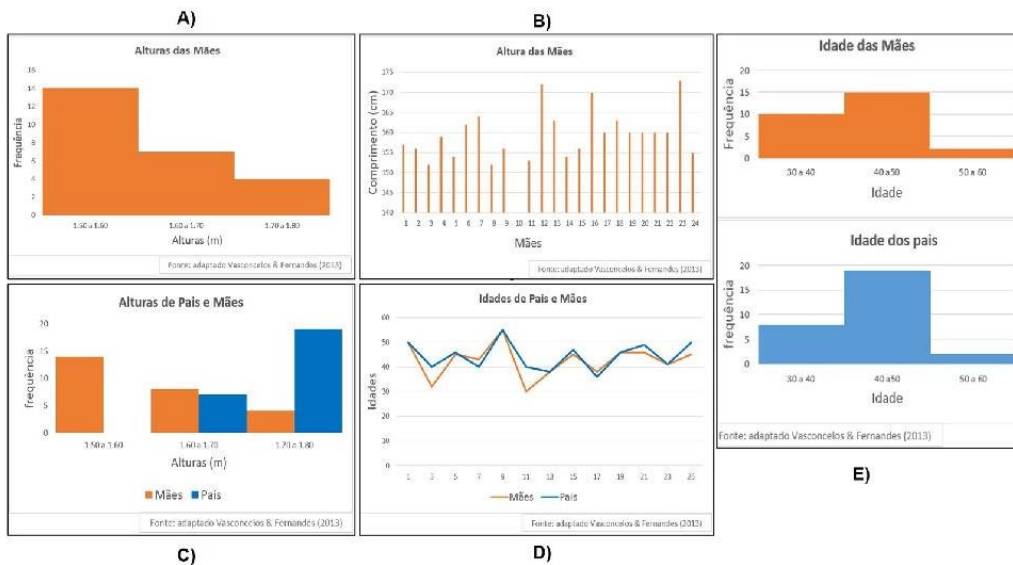 A)
Alturas das Mães
16
14
12
10
8
6
4
2
0
Frequência
1.50 a 1.60
1.60 a 1.70
1.70 a 1.80
Alturas (m)
Fonte: adaptado Vasconcelos & Fernandes (2013)
B)
Altura das Mães
175
170
165
160
155
150
145
140
Comprimento (cm)
1 2 3 4 5 6 7 8 9 10 11 12 13 14 15 16 17 18 19 20 21 22 23 24
Mães
Fonte: adaptado Vasconcelos & Fernandes (2013)
Alturas de Pais e Mães
20
15
10
5
0
frequência
1.50 a 1.60
1.60 a 1.70
1.70 a 1.80
Alturas (m)
Mães Pais
Fonte: adaptado Vasconcelos & Fernandes (2013)
C)
Idades de Pais e Mães
60
50
40
30
20
10
0
Idades
1 3 5 7 9 11 13 15 17 19 21 23 25
Mães Pais
Fonte: adaptado Vasconcelos & Fernandes (2013)
D)
Idade das Mães
20
15
10
5
0
Frequência
30 a 40
40 a 50
50 a 60
Idade
Idade dos pais
20
15
10
5
0
frequência
30 a 40
40 a50
50 a 60
Idade
Fonte: adaptado Vasconcelos & Fernandes (2013)
E)